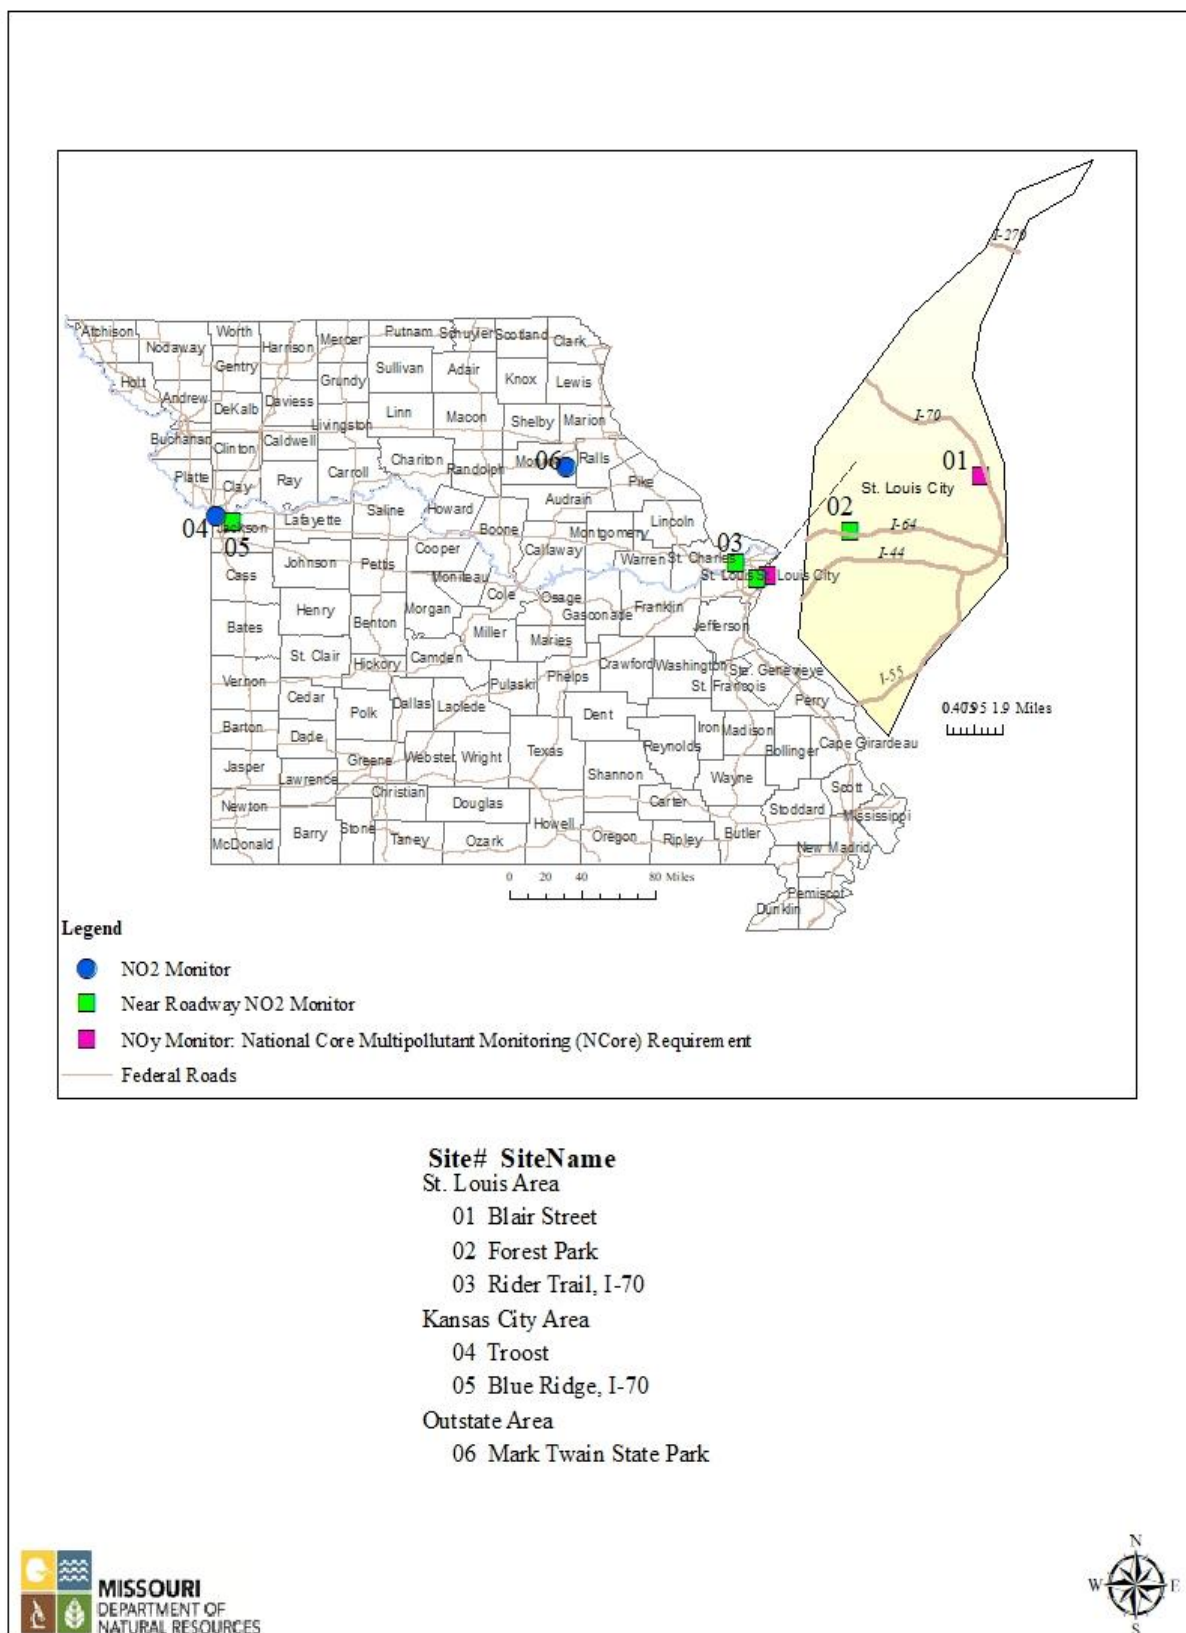 I-270
Atchison
Nodaway
Worth
Harrison
Mercer
Putnam
Schuyler
Scotland
Clark
Holt
Gentry
Grundy
Sullivan
Adair
Knox
Lewis
Andrew
DeKalb
Daviess
Livingston
Linn
Macon
Shelby
Marion
I-70
Buchanan
Clinton
Caldwell
Chariton
Randolph
06
Ralls
01
Platte
Clay
Ray
Carroll
Pike
St. Louis City
Audrain
04
Jackson
Lafayette
Saline
Howard
Boone
Montgomery
Lincoln
02
I-64
05
Cass
Johnson
Pettis
Cooper
Moniteau
Callaway
Warren
St. Charles
03
I-44
St. Louis
St. Louis City
Henry
Benton
Morgan
Cole
Osage
Gasconade
Franklin
Bates
Miller
Maries
Jefferson
St. Clair
Hickory
Camden
Vernon
Pulaski
Phelps
Crawford
Washington
Ste. Genevieve
St. Francois
I-55
Cedar
Polk
Dallas
Laclede
Dent
Iron
Madison
Perry
Barton
Dade
Reynolds
Bollinger
Cape Girardeau
1.9 Miles
Jasper
Lawrence
Greene
Webster
Wright
Texas
Shannon
Wayne
Scott
Newton
Christian
Douglas
Carter
Stoddard
Mississippi
McDonald
Barry
Stone
Taney
Ozark
Howell
Oregon
Ripley
Butler
New Madrid
0 20 40 80 Miles
Pemiscot
Dunklin
Legend
NO2 Monitor
Near Roadway NO2 Monitor
NOy Monitor: National Core Multipollutant Monitoring (NCore) Requirement
Federal Roads
Site# SiteName
St. Louis Area
01 Blair Street
02 Forest Park
03 Rider Trail, I-70
Kansas City Area
04 Troost
05 Blue Ridge, I-70
Outstate Area
06 Mark Twain State Park
MISSOURI
DEPARTMENT OF
NATURAL RESOURCES
N
W E
S